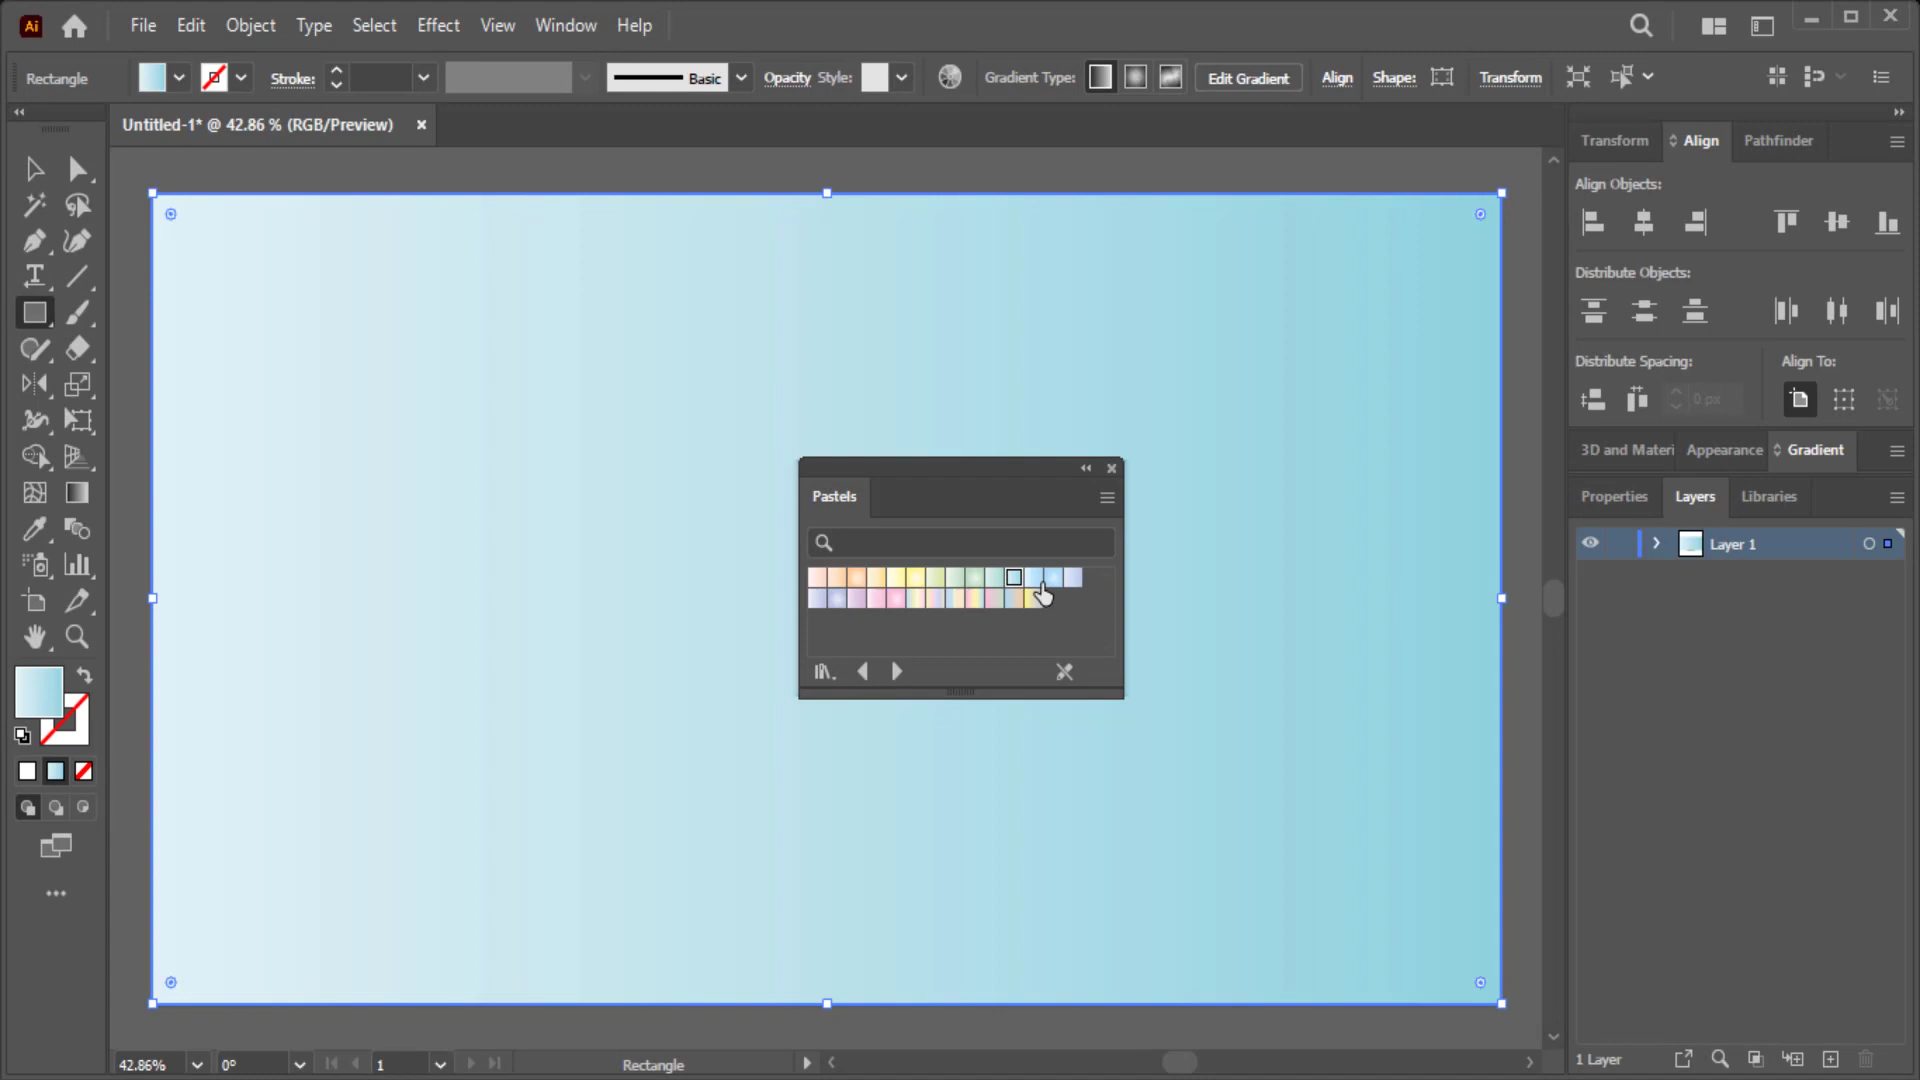 Ai File Edit Object Type Select Effect View Window Help
Rectangle Stroke: Basic Opacity Style: Gradient Type: Edit Gradient Align Shape: Transform
Untitled-1* @ 42.86 % (RGB/Preview)
Transform Align Pathfinder
Align Objects:
Distribute Objects:
Distribute Spacing: Align To:
0 px
3D and Materi Appearance Gradient
Pastels
Properties Layers Libraries
Layer 1
42.86% 0° 1 Rectangle
1 Layer